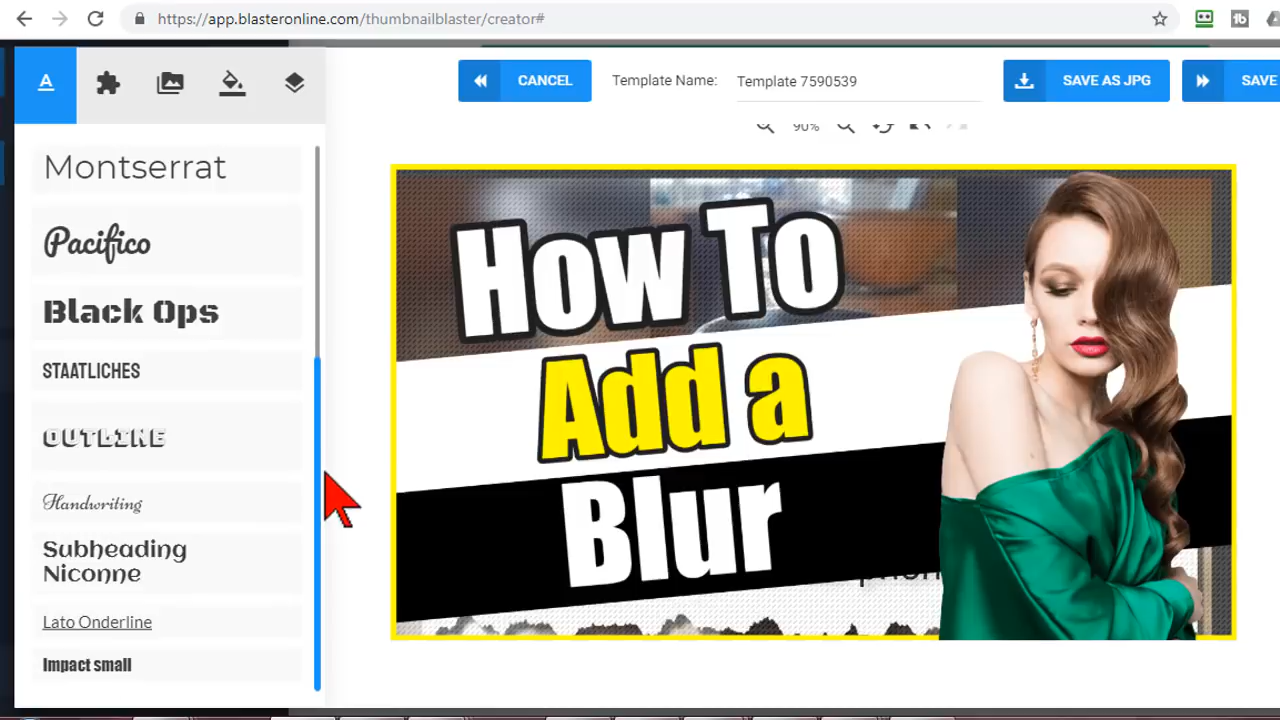 https://app.blasteronline.com/thumbnailblaster/creator#
A
CANCEL
Template Name:
Template 7590539
SAVE AS JPG
SAVE
90%
Montserrat
Pacifico
Black Ops
STAATLICHES
OUTLINE
Handwriting
Subheading
Niconne
Lato Onderline
Impact small
How To
Add a
Blur